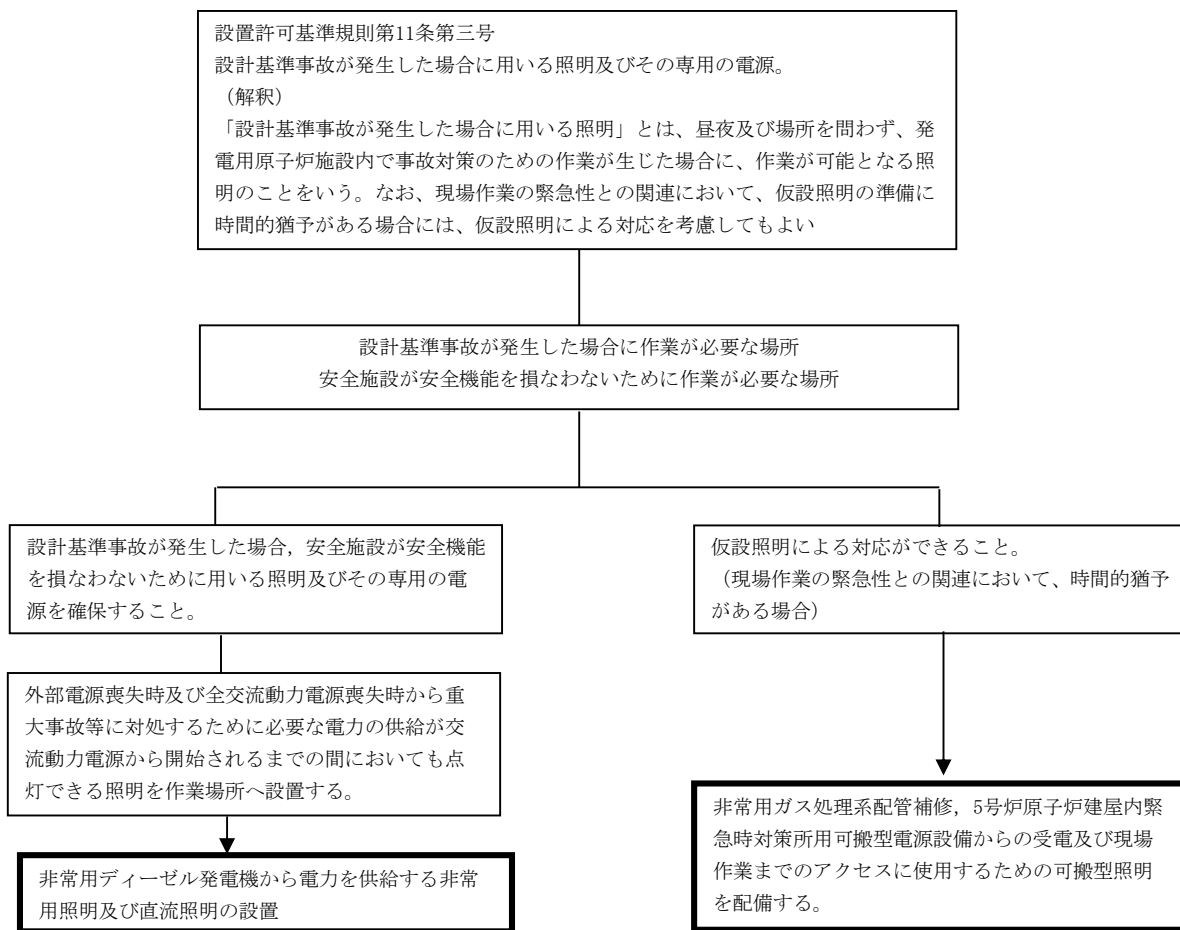 設置許可基準規則第11条第三号
設計基準事故が発生した場合に用いる照明及びその専用の電源。
（解釈）
「設計基準事故が発生した場合に用いる照明」とは、昼夜及び場所を問わず、発
電用原子炉施設内で事故対策のための作業が生じた場合に、作業が可能となる照
明のことをいう。なお、現場作業の緊急性との関連において、仮設照明の準備に
時間的猶予がある場合には、仮設照明による対応を考慮してもよい
設計基準事故が発生した場合に作業が必要な場所
安全施設が安全機能を損なわないために作業が必要な場所
設計基準事故が発生した場合，安全施設が安全機能
を損なわないために用いる照明及びその専用の電
源を確保すること。
外部電源喪失時及び全交流動力電源喪失時から重
大事故等に対処するために必要な電力の供給が交
流動力電源から開始されるまでの間においても点
灯できる照明を作業場所へ設置する。
非常用ディーゼル発電機から電力を供給する非常
用照明及び直流照明の設置
仮設照明による対応ができること。
（現場作業の緊急性との関連において、時間的猶予
がある場合）
非常用ガス処理系配管補修，5号炉原子炉建屋内緊
急時対策所用可搬型電源設備からの受電及び現場
作業までのアクセスに使用するための可搬型照明
を配備する。